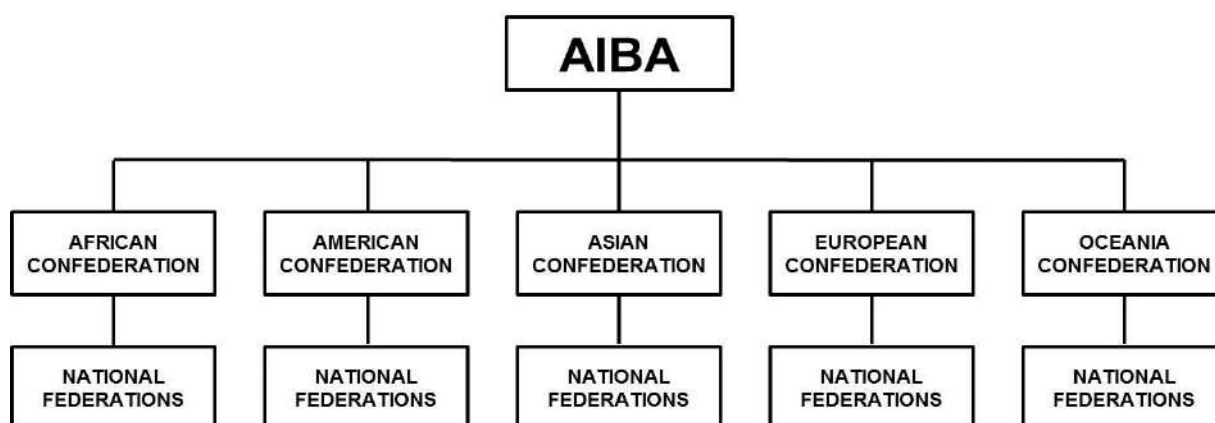 AIBA
AFRICAN
CONFEDERATION
AMERICAN
CONFEDERATION
ASIAN
CONFEDERATION
EUROPEAN
CONFEDERATION
OCEANIA
CONFEDERATION
NATIONAL
FEDERATIONS
NATIONAL
FEDERATIONS
NATIONAL
FEDERATIONS
NATIONAL
FEDERATIONS
NATIONAL
FEDERATIONS